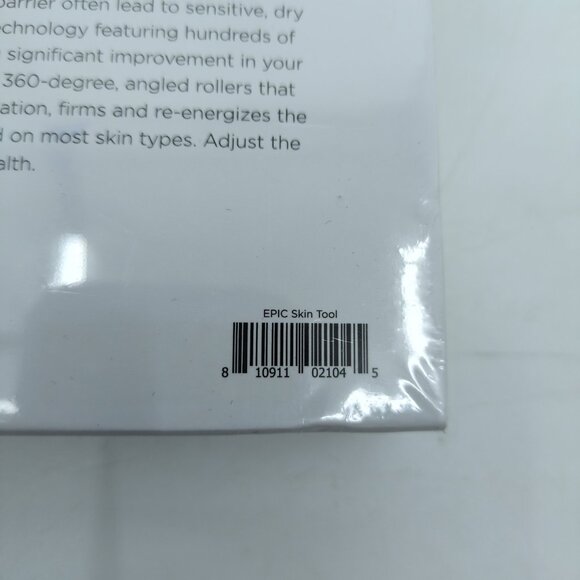 barrier often lead to sensitive, dry
technology featuring hundreds of
significant improvement in your
360-degree, angled rollers that
ation, firms and re-energizes the
on most skin types. Adjust the
alth.
EPIC Skin Tool
8 10911 02104 5